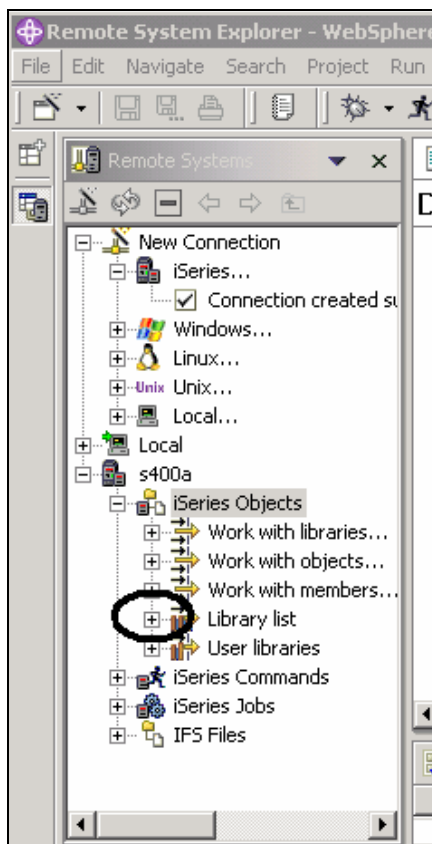 Remote System Explorer - WebSphere
File Edit Navigate Search Project Run
Remote Systems
New Connection
iSeries...
Connection created su
Windows...
Linux...
Unix Unix...
Local...
Local
s400a
iSeries Objects
Work with libraries...
Work with objects...
Work with members...
Library list
User libraries
iSeries Commands
iSeries Jobs
IFS Files